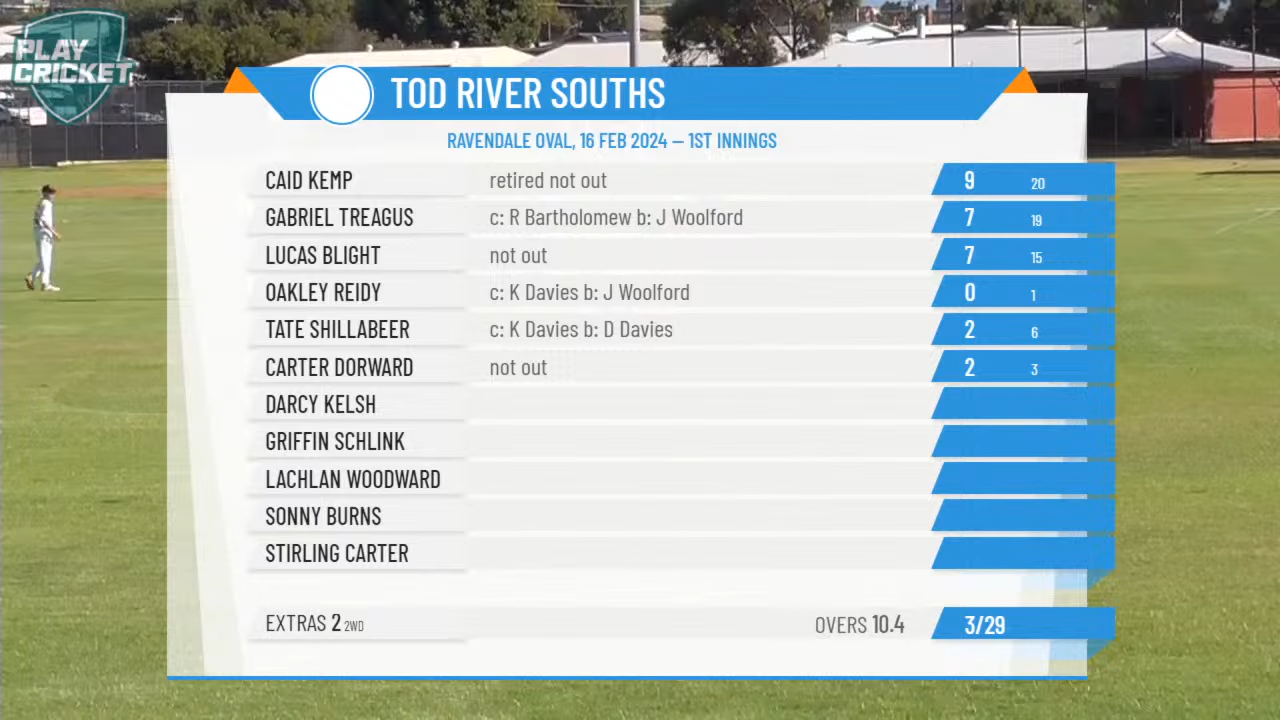 PLAY
CRICKET
TOD RIVER SOUTHS
RAVENDALE OVAL, 16 FEB 2024 – 1ST INNINGS
CAID KEMP retired not out 9 20
GABRIEL TREAGUS c: R Bartholomew b: J Woolford 7 19
LUCAS BLIGHT not out 7 15
OAKLEY REIDY c: K Davies b: J Woolford 0 1
TATE SHILLABEER c: K Davies b: D Davies 2 6
CARTER DORWARD not out 2 3
DARCY KELSH
GRIFFIN SCHLINK
LACHLAN WOODWARD
SONNY BURNS
STIRLING CARTER
EXTRAS 2 2WD OVERS 10.4 3/29